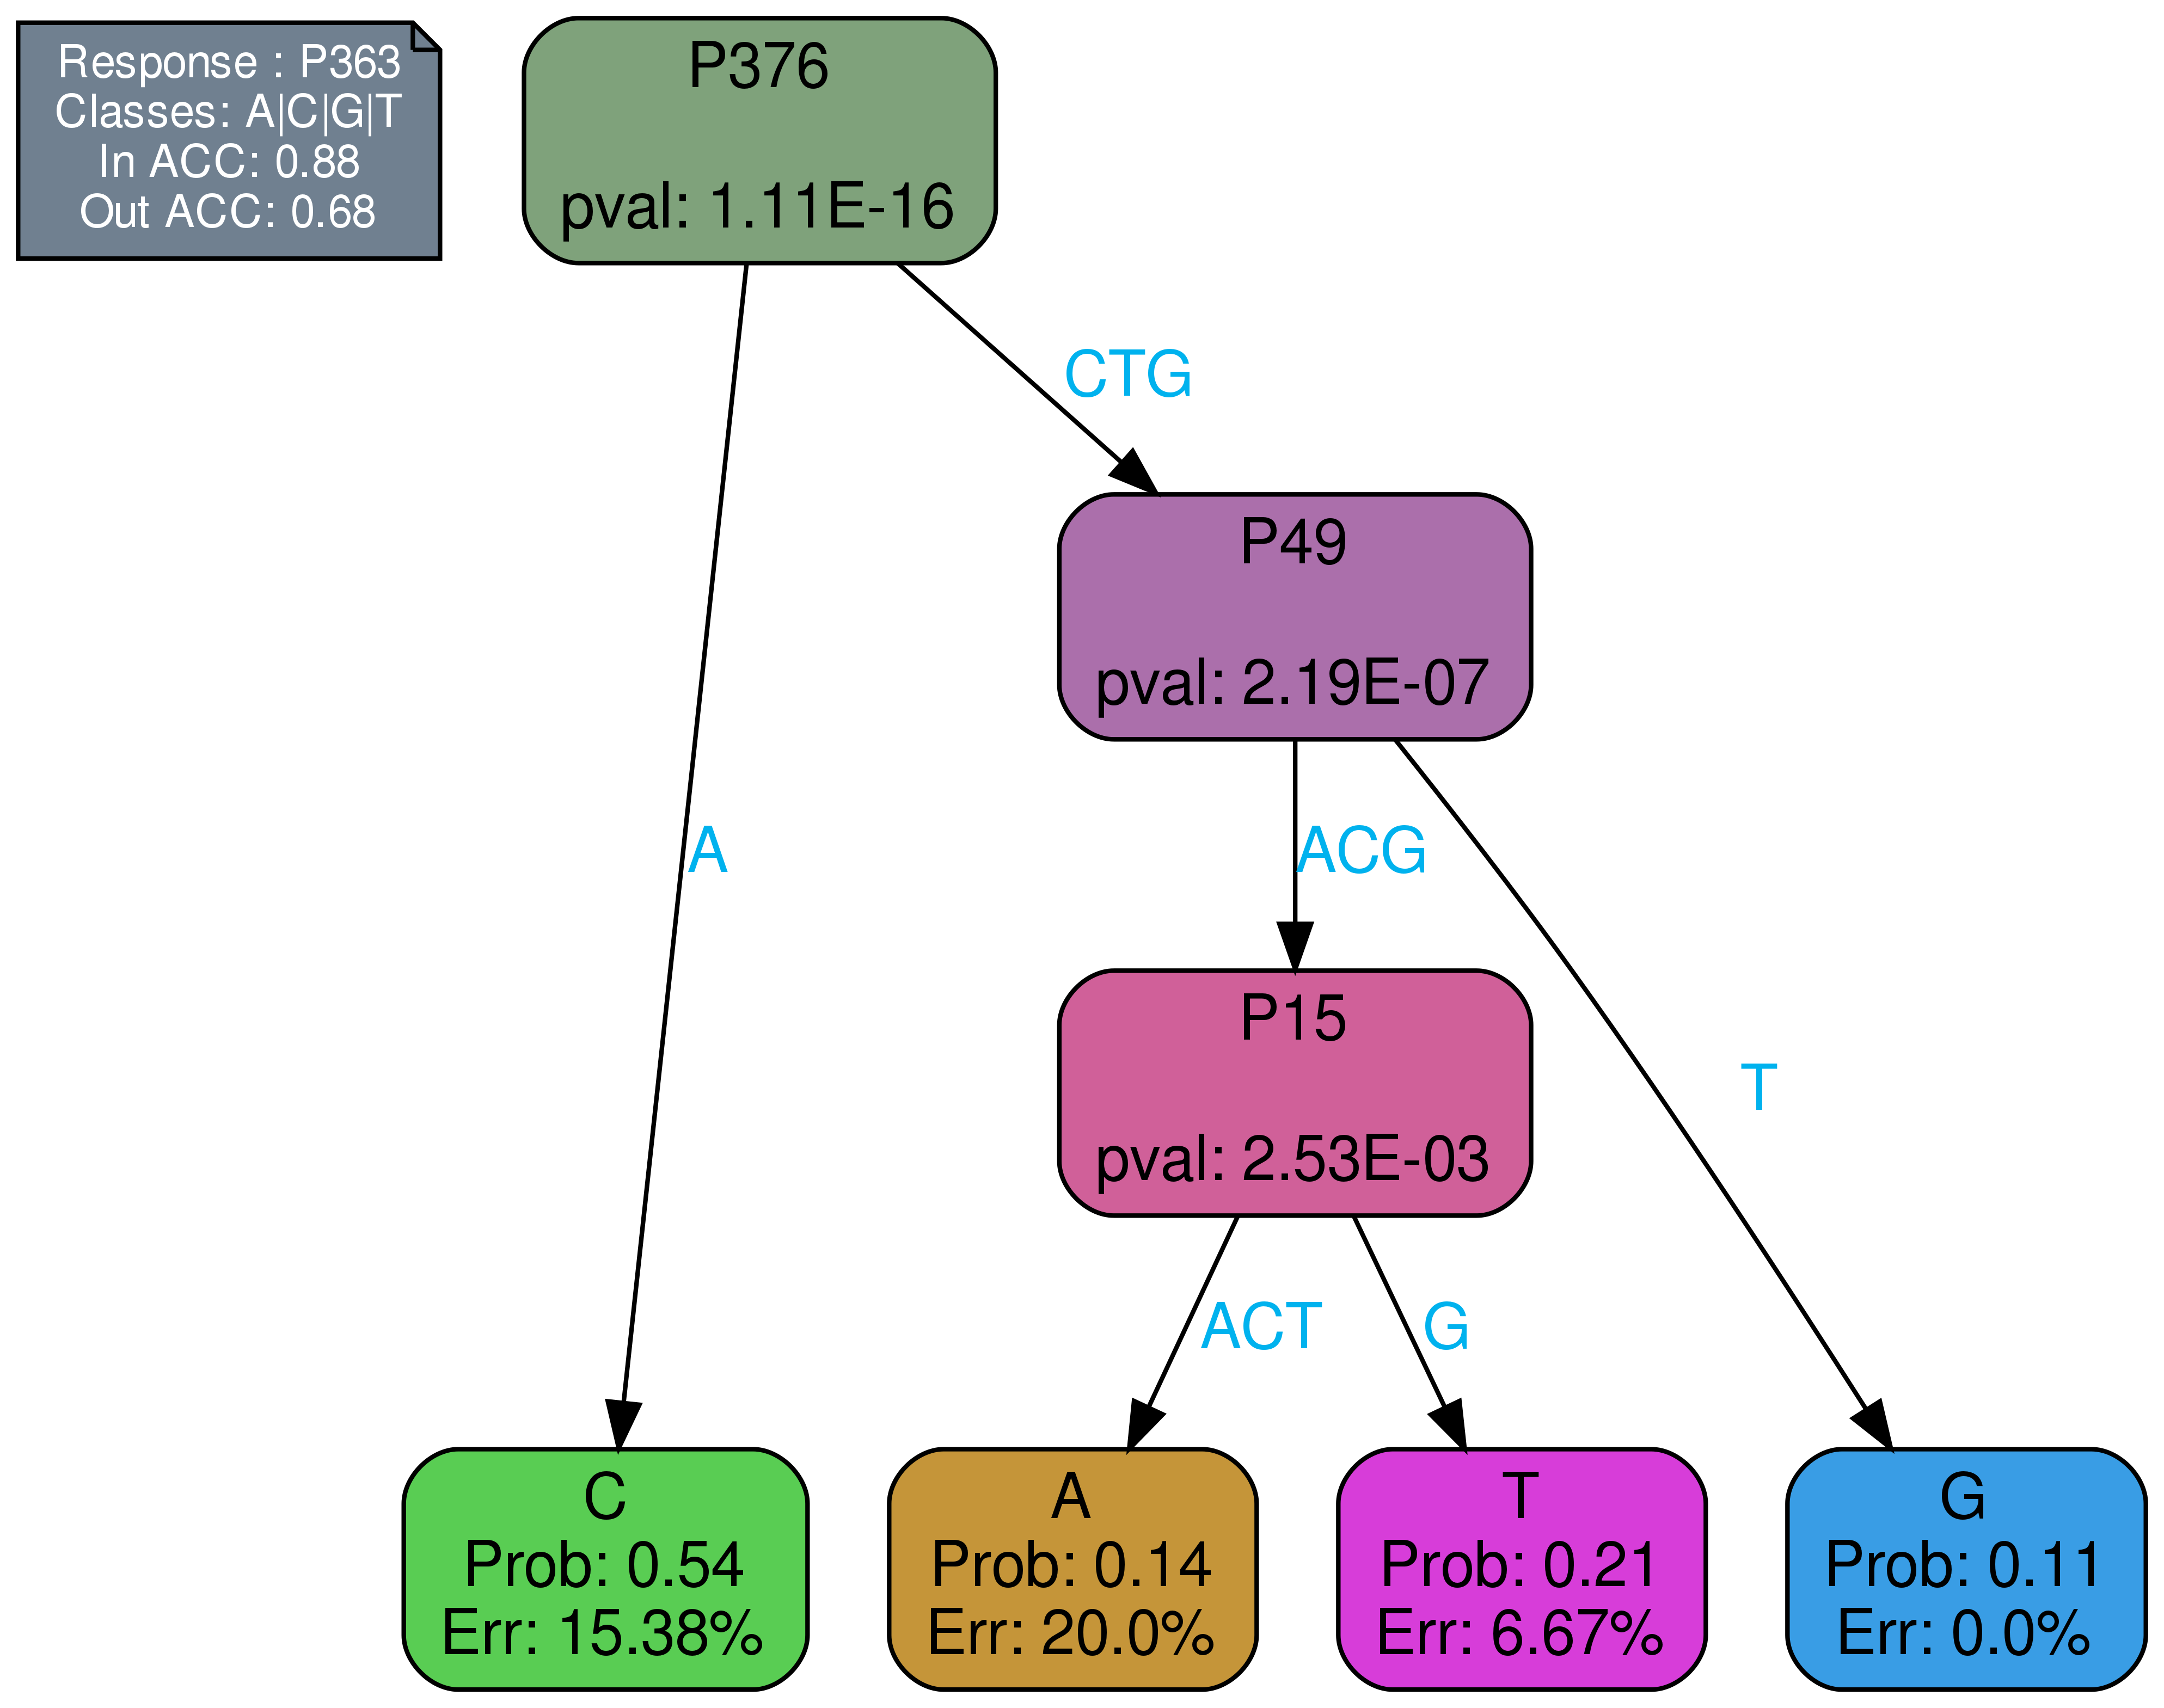 Response : P363
Classes: A|C|G|T
In ACC: 0.88
Out ACC: 0.68
P376
pval: 1.11E-16
CTG
P49
pval: 2.19E-07
A
ACG
P15
pval: 2.53E-03
T
ACT
G
C
Prob: 0.54
Err: 15.38%
A
Prob: 0.14
Err: 20.0%
T
Prob: 0.21
Err: 6.67%
G
Prob: 0.11
Err: 0.0%